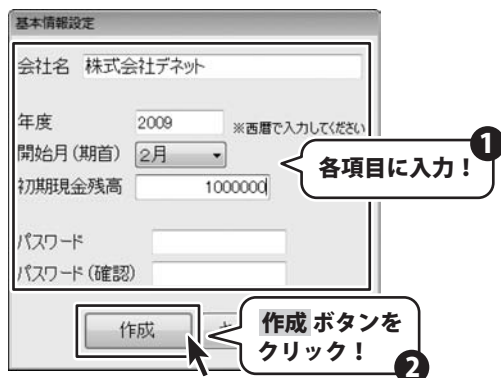 基本情報設定
会社名 株式会社デネット
年度 2009 ※西暦で入力してください
開始月(期首) 2月
初期現金残高 1000000
❶
各項目に入力！
パスワード
パスワード(確認)
作成
作成 ボタンを
クリック！
❷